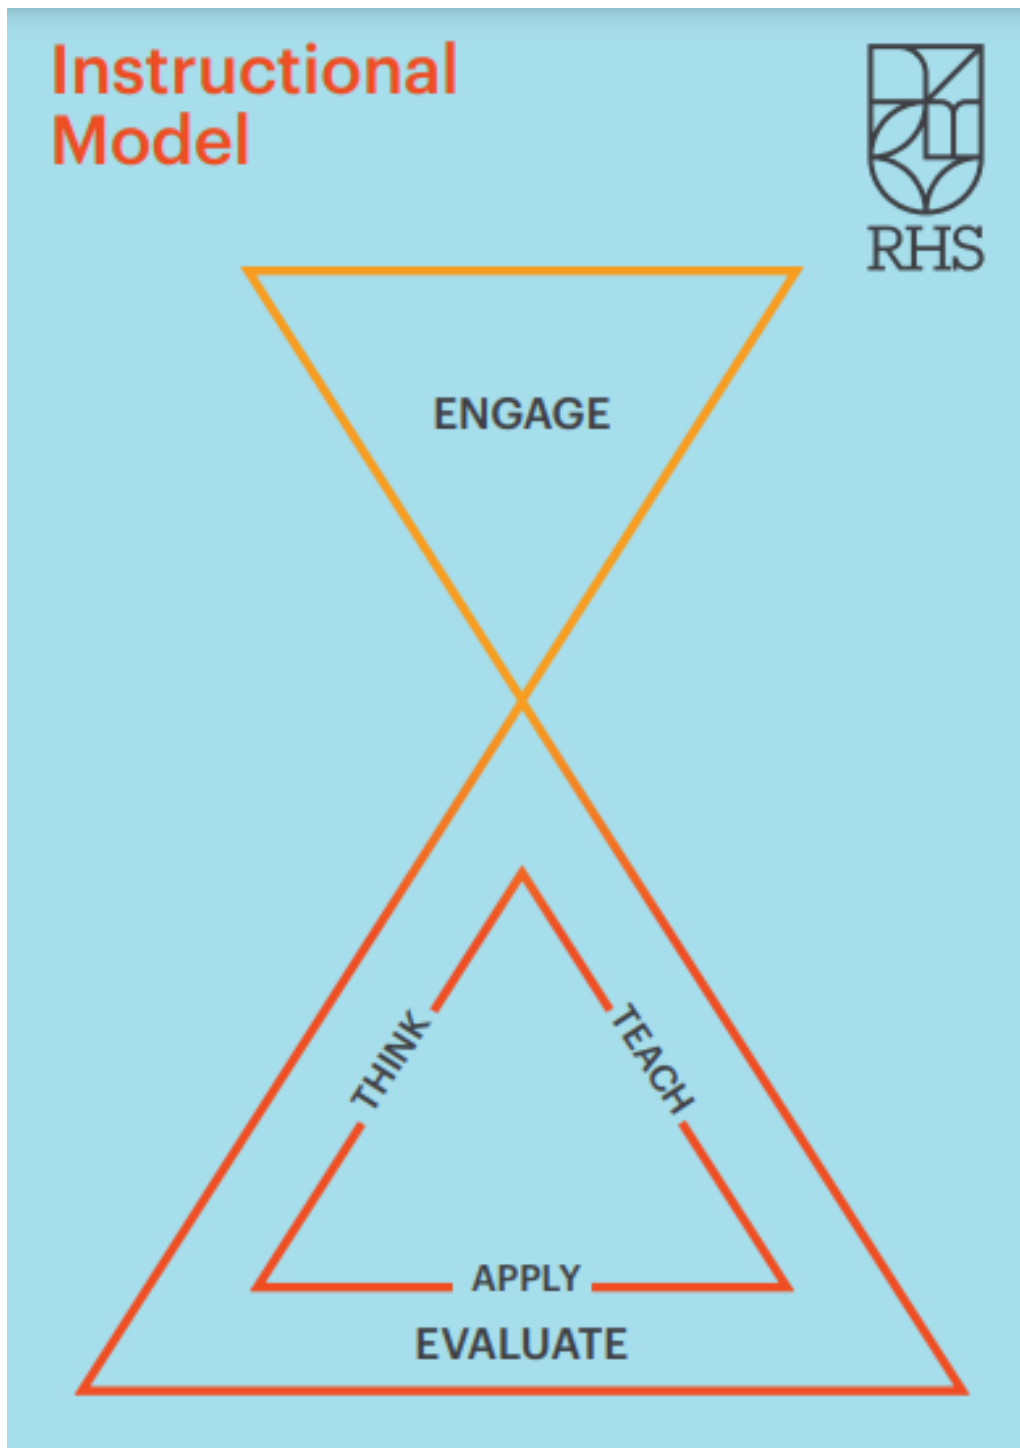 Instructional
Model
RHS
ENGAGE
THINK
TEACH
APPLY
EVALUATE